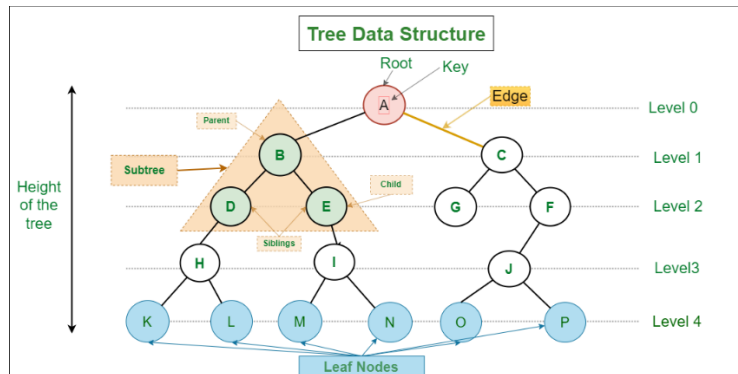 Tree Data Structure
Root
Key
A
Edge
Level 0
Parent
B
C
Level 1
Subtree
Child
Height
of the
tree
D
E
G
F
Level 2
Siblings
H
I
J
Level3
K
L
M
N
O
P
Level 4
Leaf Nodes